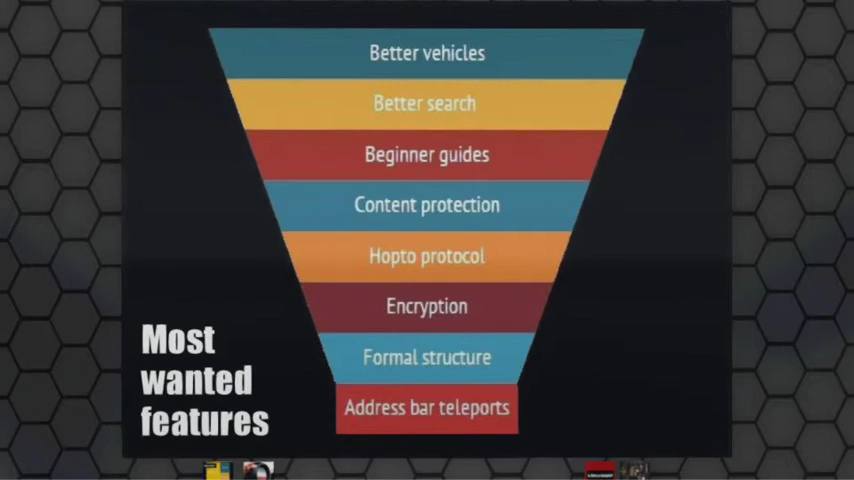 Better vehicles
Better search
Beginner guides
Content protection
Hopto protocol
Encryption
Formal structure
Address bar teleports
Most
wanted
features